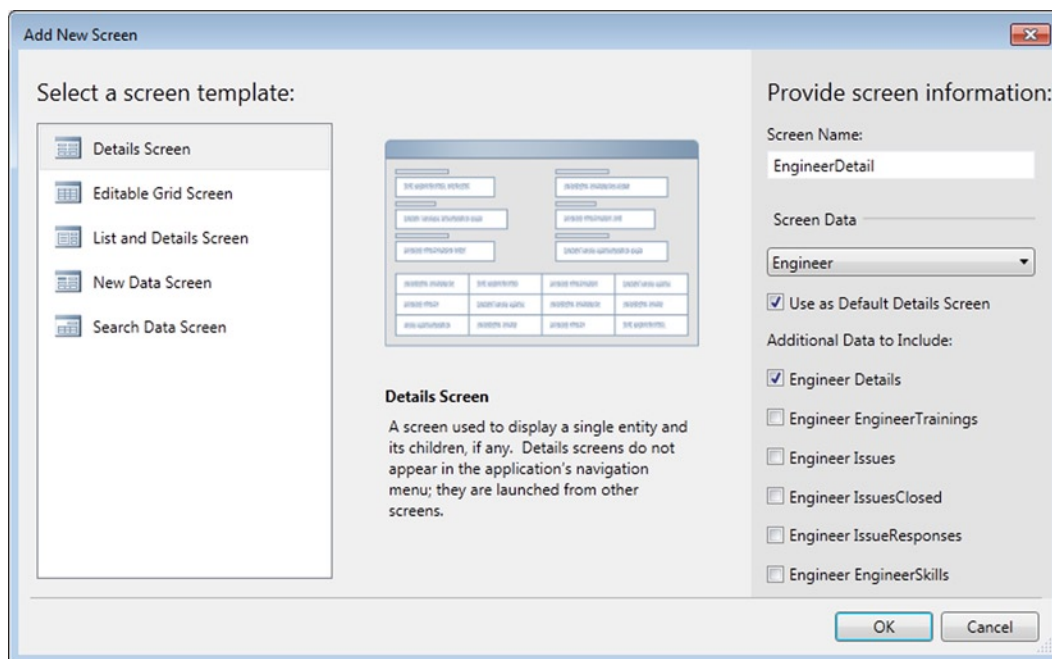 Add New Screen
Select a screen template:
Details Screen
Editable Grid Screen
List and Details Screen
New Data Screen
Search Data Screen
Details Screen
A screen used to display a single entity and
its children, if any.  Details screens do not
appear in the application's navigation
menu; they are launched from other
screens.
Provide screen information:
Screen Name:
EngineerDetail
Screen Data
Engineer
Use as Default Details Screen
Additional Data to Include:
Engineer Details
Engineer EngineerTrainings
Engineer Issues
Engineer IssuesClosed
Engineer IssueResponses
Engineer EngineerSkills
OK
Cancel